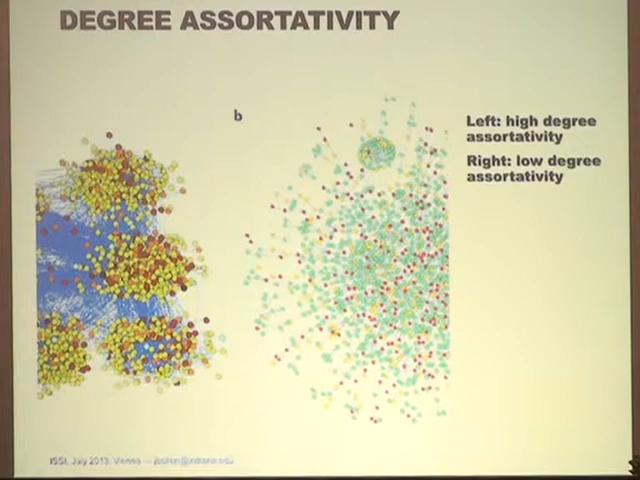 DEGREE ASSORTATIVITY
b
Left: high degree
assortativity
Right: low degree
assortativity
ISSI, July 2013, Vienna —